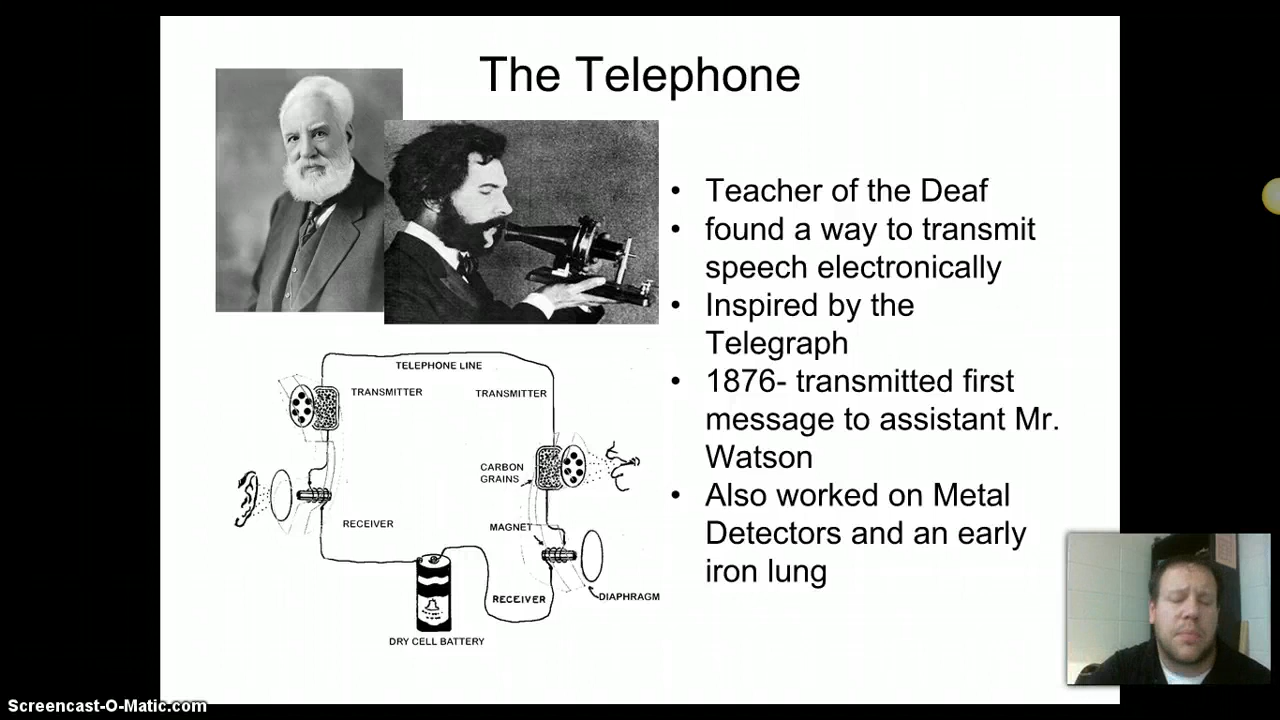 The Telephone
• Teacher of the Deaf
• found a way to transmit
speech electronically
• Inspired by the
Telegraph
• 1876- transmitted first
message to assistant Mr.
Watson
• Also worked on Metal
Detectors and an early
iron lung
TELEPHONE LINE
TRANSMITTER
TRANSMITTER
CARBON
GRAINS
RECEIVER
MAGNET
RECEIVER
DIAPHRAGM
DRY CELL BATTERY
Screencast-O-Matic.com